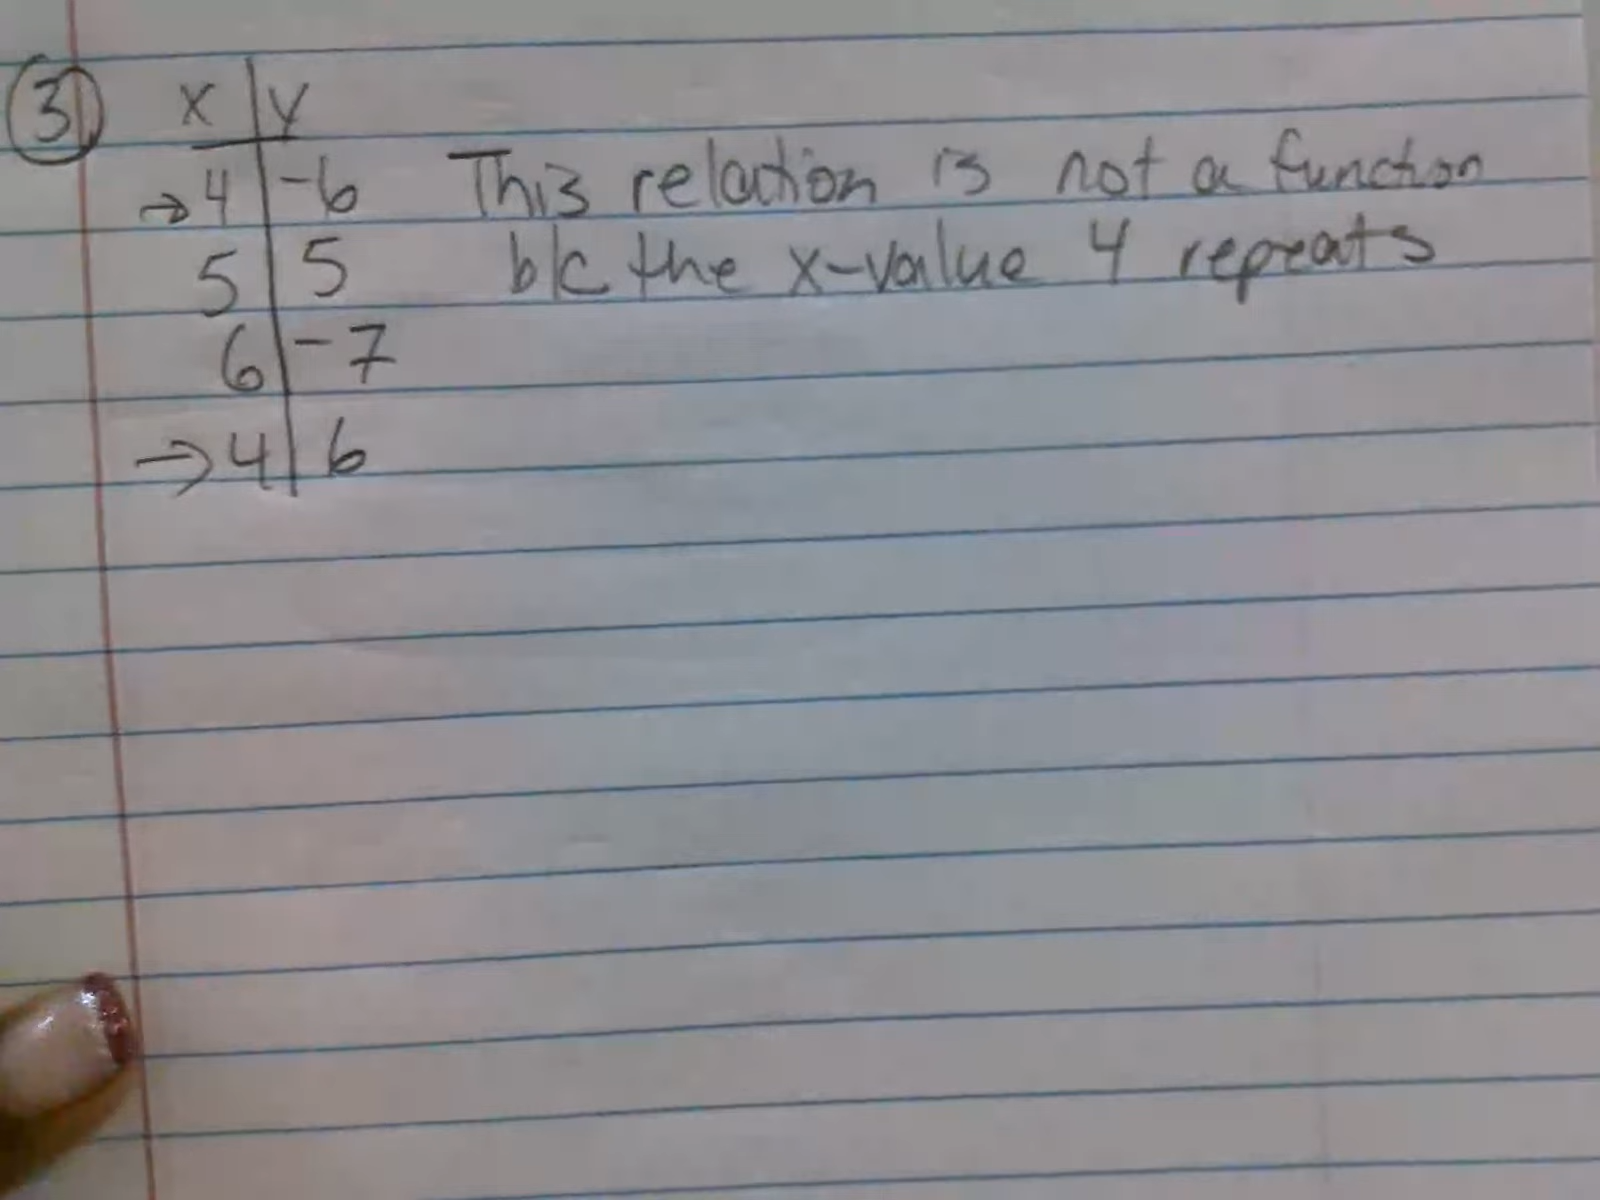 3 x y
→ 4 -6 This relation is not a function
5 5 b/c the x-value 4 repeats
6 -7
→ 4 6